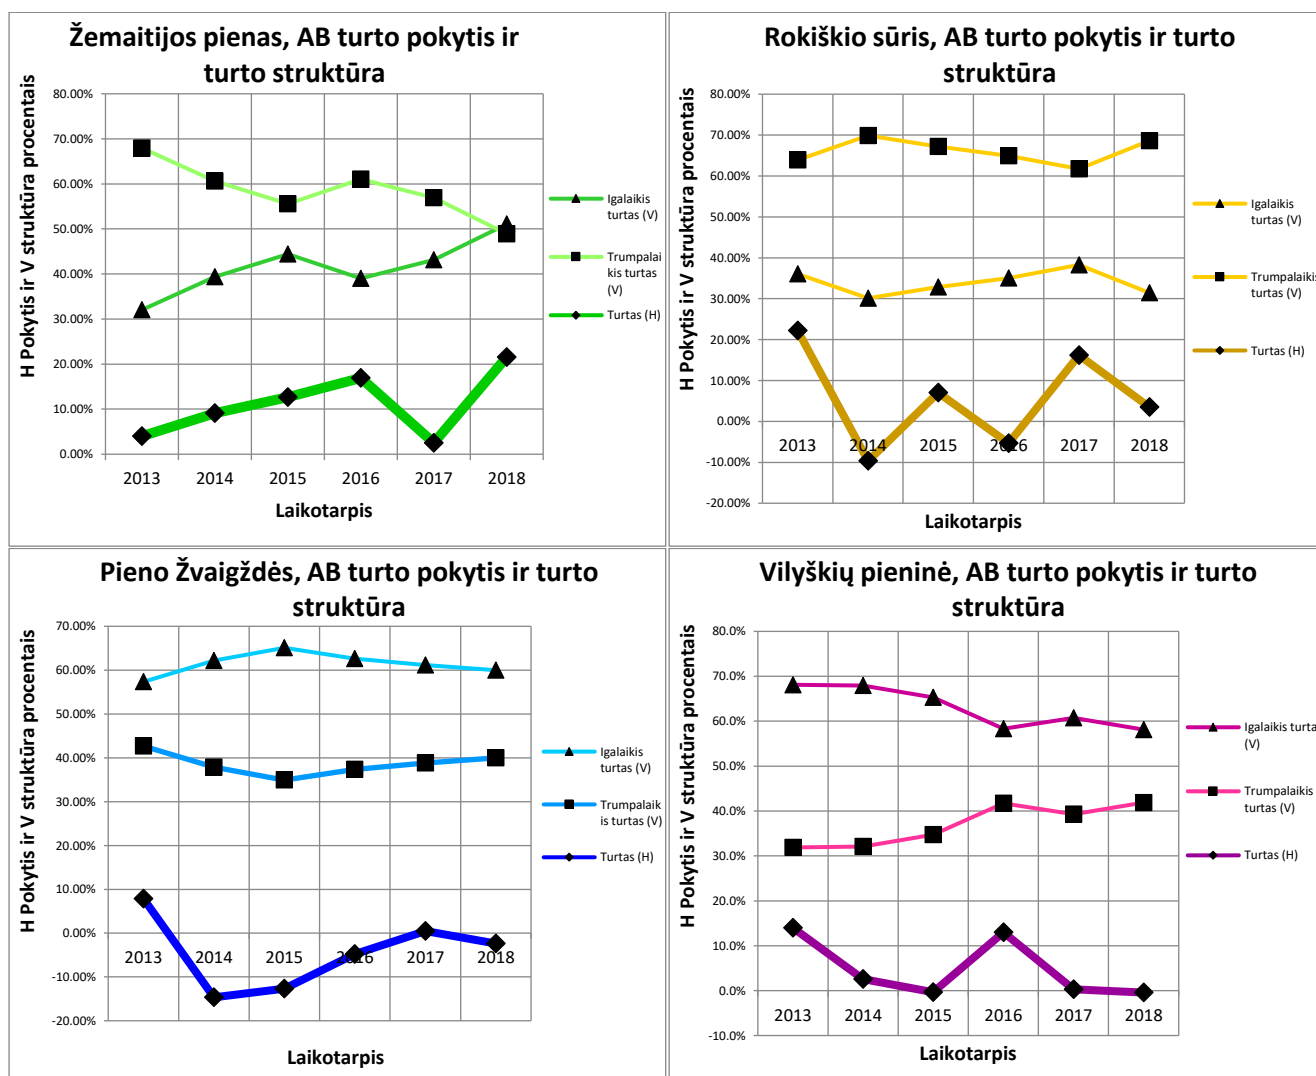 Žemaitijos pienas, AB turto pokytis ir
turto struktūra
H Pokytis ir V struktūra procentais
80.00%
70.00%
60.00%
50.00%
40.00%
30.00%
20.00%
10.00%
0.00%
2013 2014 2015 2016 2017 2018
Laikotarpis
Igalaikis
turtas (V)
Trumpalai
kis turtas
(V)
Turtas (H)
Rokiškio sūris, AB turto pokytis ir turto
struktūra
H Pokytis ir V struktūra procentais
80.00%
70.00%
60.00%
50.00%
40.00%
30.00%
20.00%
10.00%
0.00%
-10.00%
-20.00%
2013 2014 2015 2016 2017 2018
Laikotarpis
Igalaikis
turtas (V)
Trumpalaikis
turtas (V)
Turtas (H)
Pieno Žvaigždės, AB turto pokytis ir turto
struktūra
H Pokytis ir V struktūra procentais
70.00%
60.00%
50.00%
40.00%
30.00%
20.00%
10.00%
0.00%
-10.00%
-20.00%
2013 2014 2015 2016 2017 2018
Laikotarpis
Igalaikis
turtas (V)
Trumpalaik
is turtas (V)
Turtas (H)
Vilyškių pieninė, AB turto pokytis ir turto
struktūra
H Pokytis ir V struktūra procentais
80.0%
70.0%
60.0%
50.0%
40.0%
30.0%
20.0%
10.0%
0.0%
-10.0%
2013 2014 2015 2016 2017 2018
Laikotarpis
Igalaikis turta
(V)
Trumpalaikis
turtas (V)
Turtas (H)